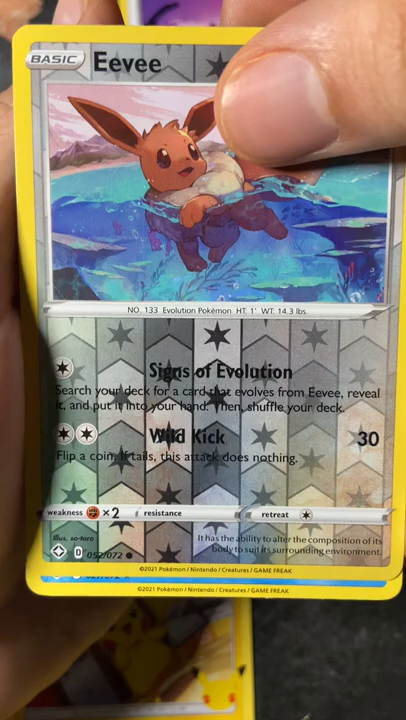 BASIC Eevee
NO. 133 Evolution Pokémon HT: 1' WT: 14.3 lbs.
Signs of Evolution
Search your deck for a card that evolves from Eevee, reveal
it, and put it into your hand. Then, shuffle your deck.
Wild Kick 30
Flip a coin. If tails, this attack does nothing.
weakness ×2 resistance retreat
Illus. so-taro
It has the ability to alter the composition of its
body to suit its surrounding environment.
D 052/072
©2021 Pokémon / Nintendo / Creatures / GAME FREAK
©2021 Pokémon / Nintendo / Creatures / GAME FREAK